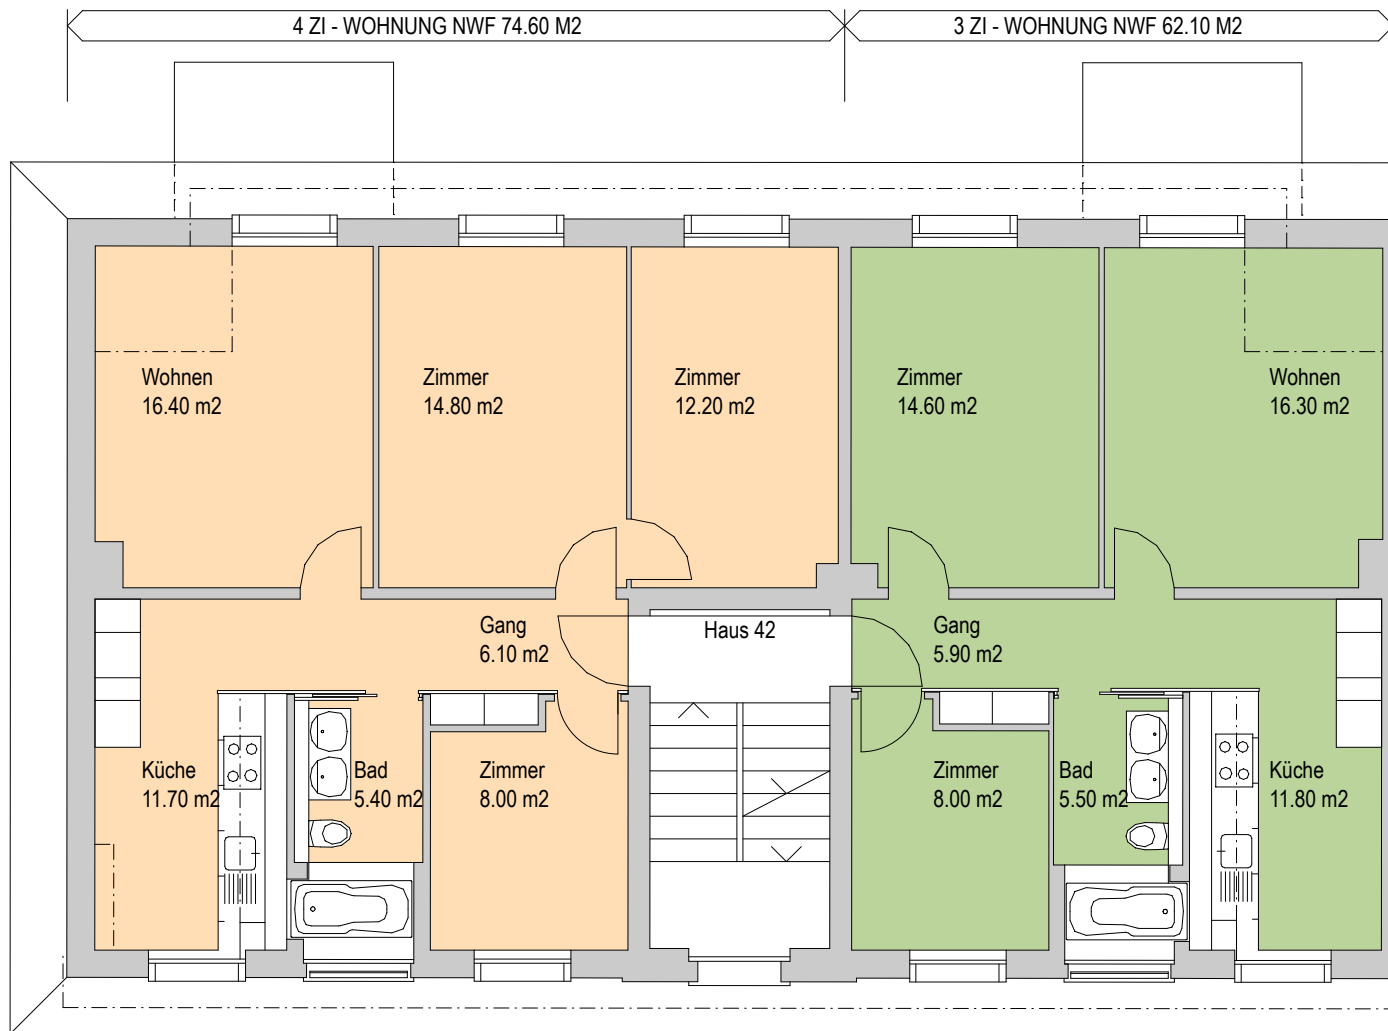 4 ZI - WOHNUNG NWF 74.60 M2
3 ZI - WOHNUNG NWF 62.10 M2
Wohnen
16.40 m2
Zimmer
14.80 m2
Zimmer
12.20 m2
Zimmer
14.60 m2
Wohnen
16.30 m2
Gang
6.10 m2
Haus 42
Gang
5.90 m2
Küche
11.70 m2
Bad
5.40 m2
Zimmer
8.00 m2
Zimmer
8.00 m2
Bad
5.50 m2
Küche
11.80 m2